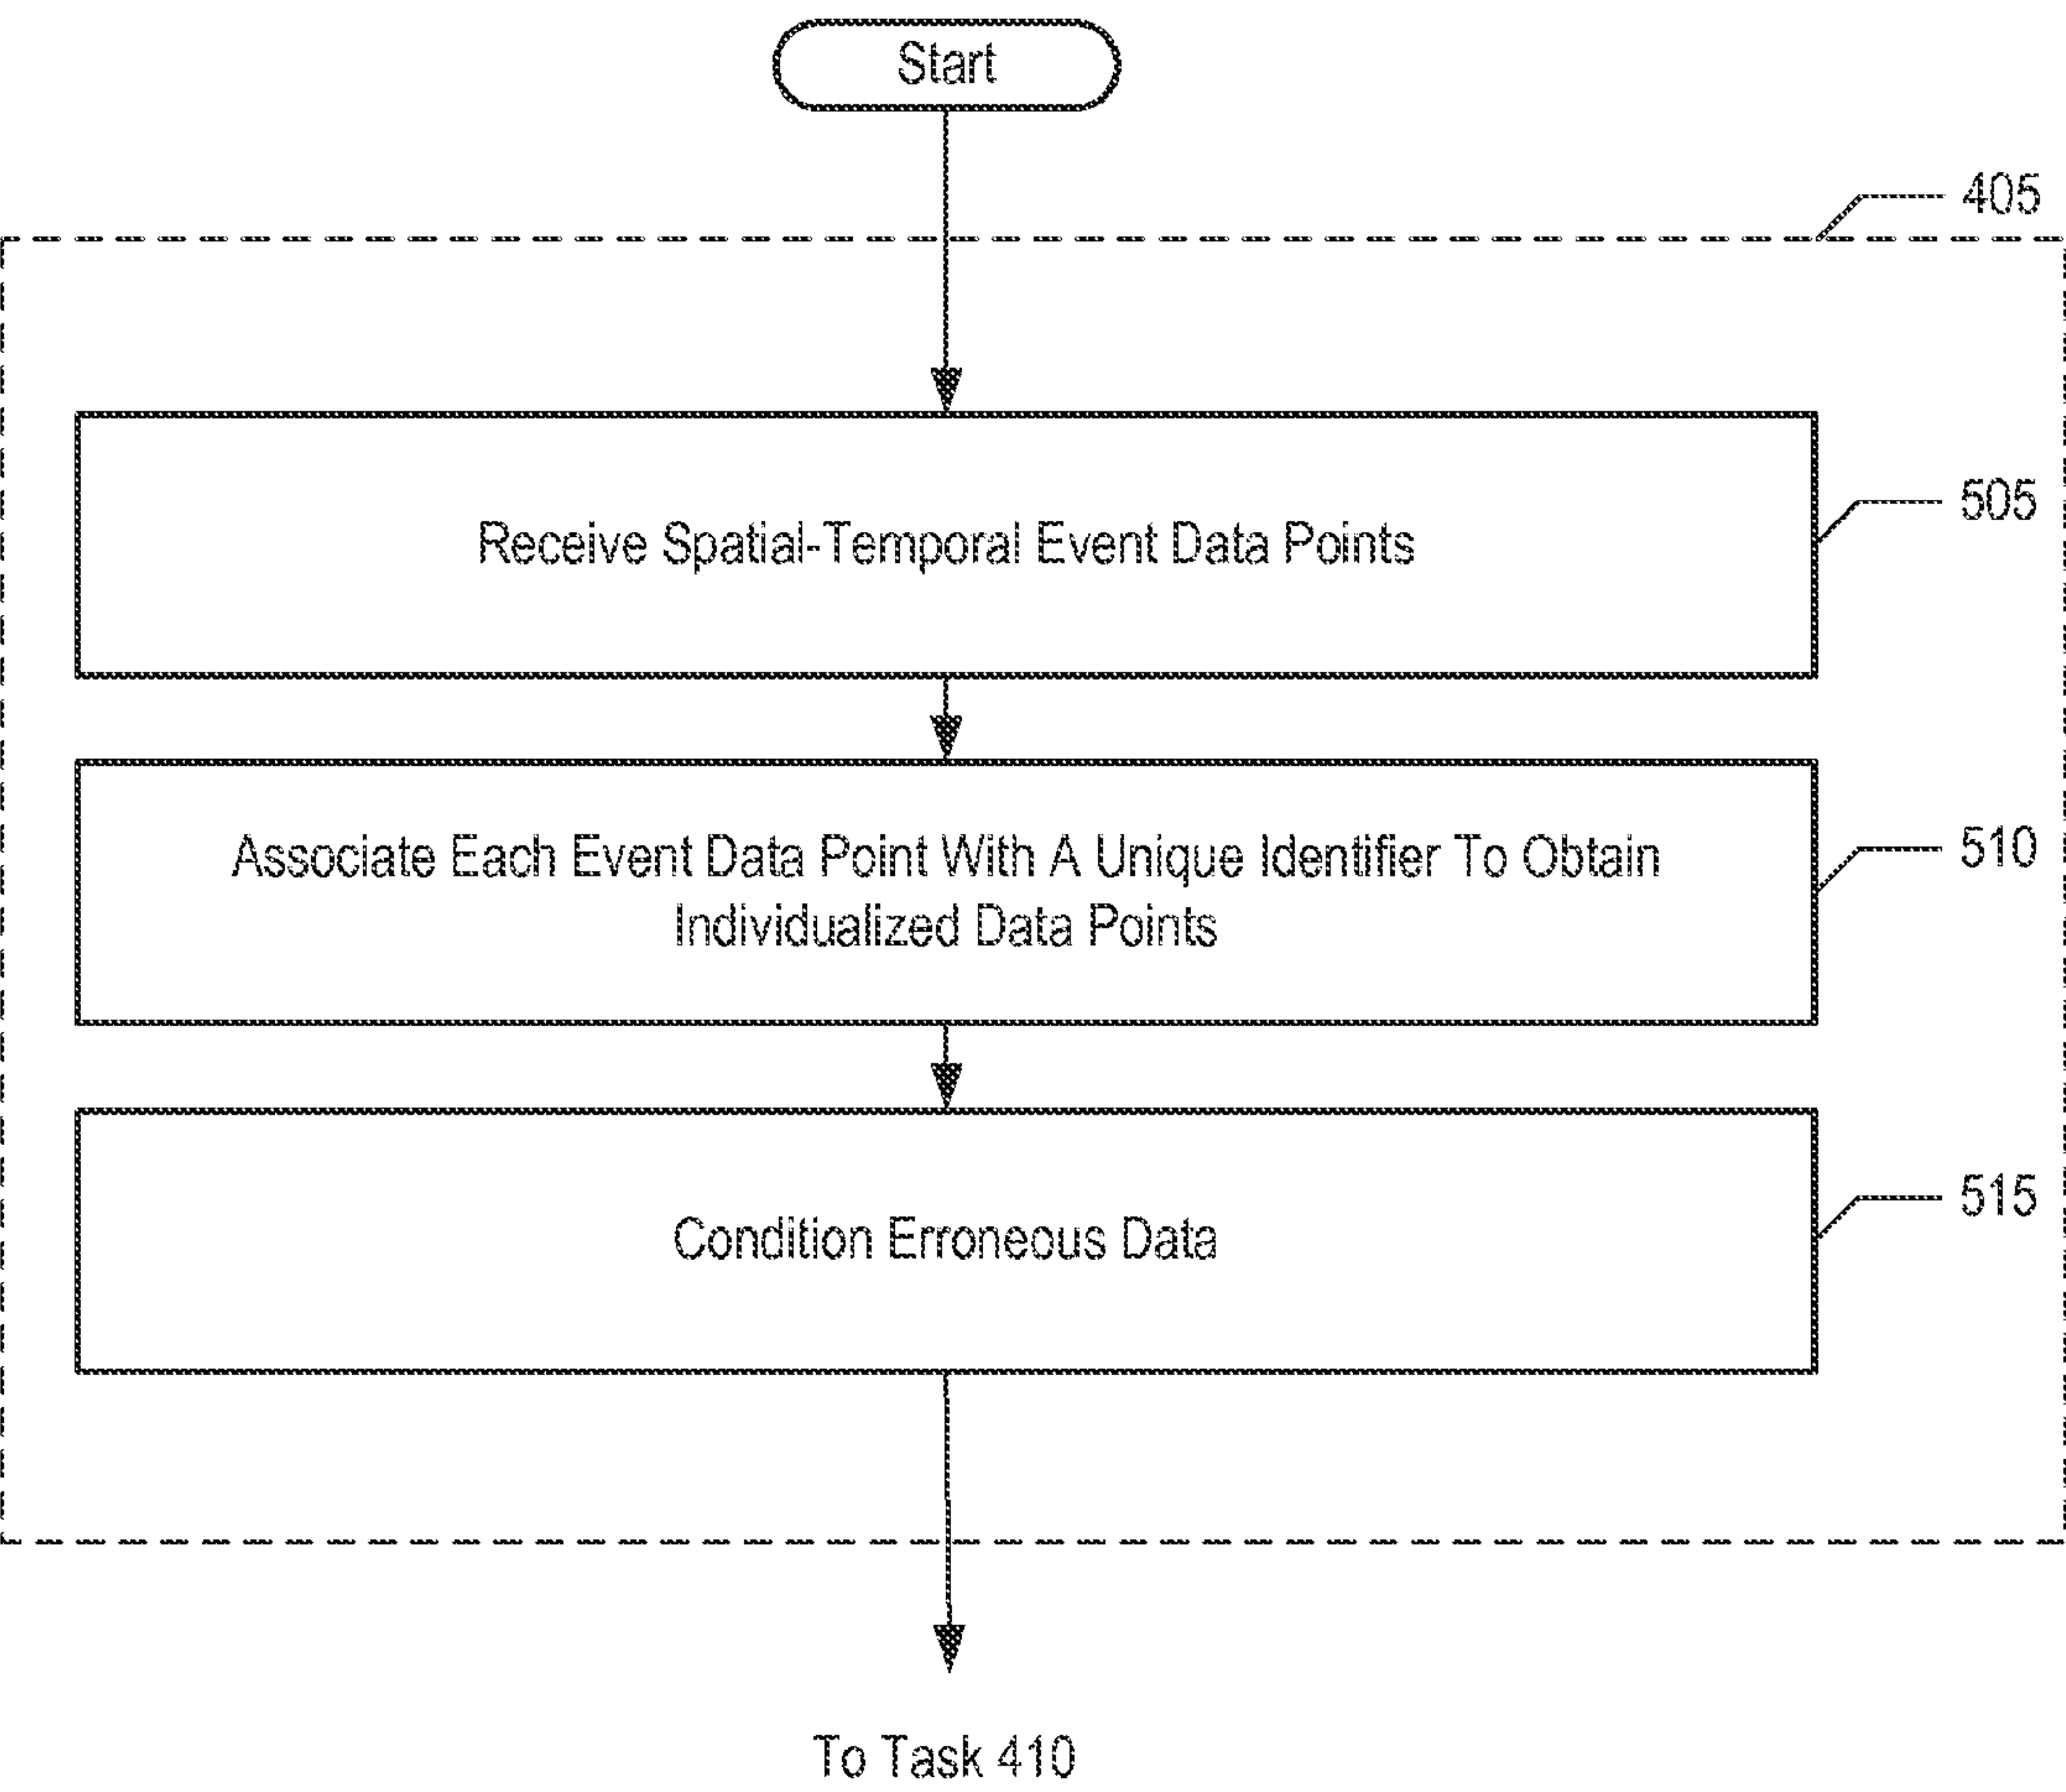 Start
405
Receive Spatial-Temporal Event Data Points
505
Associate Each Event Data Point With A Unique Identifier To Obtain
Individualized Data Points
510
Condition Erroneous Data
515
To Task 410